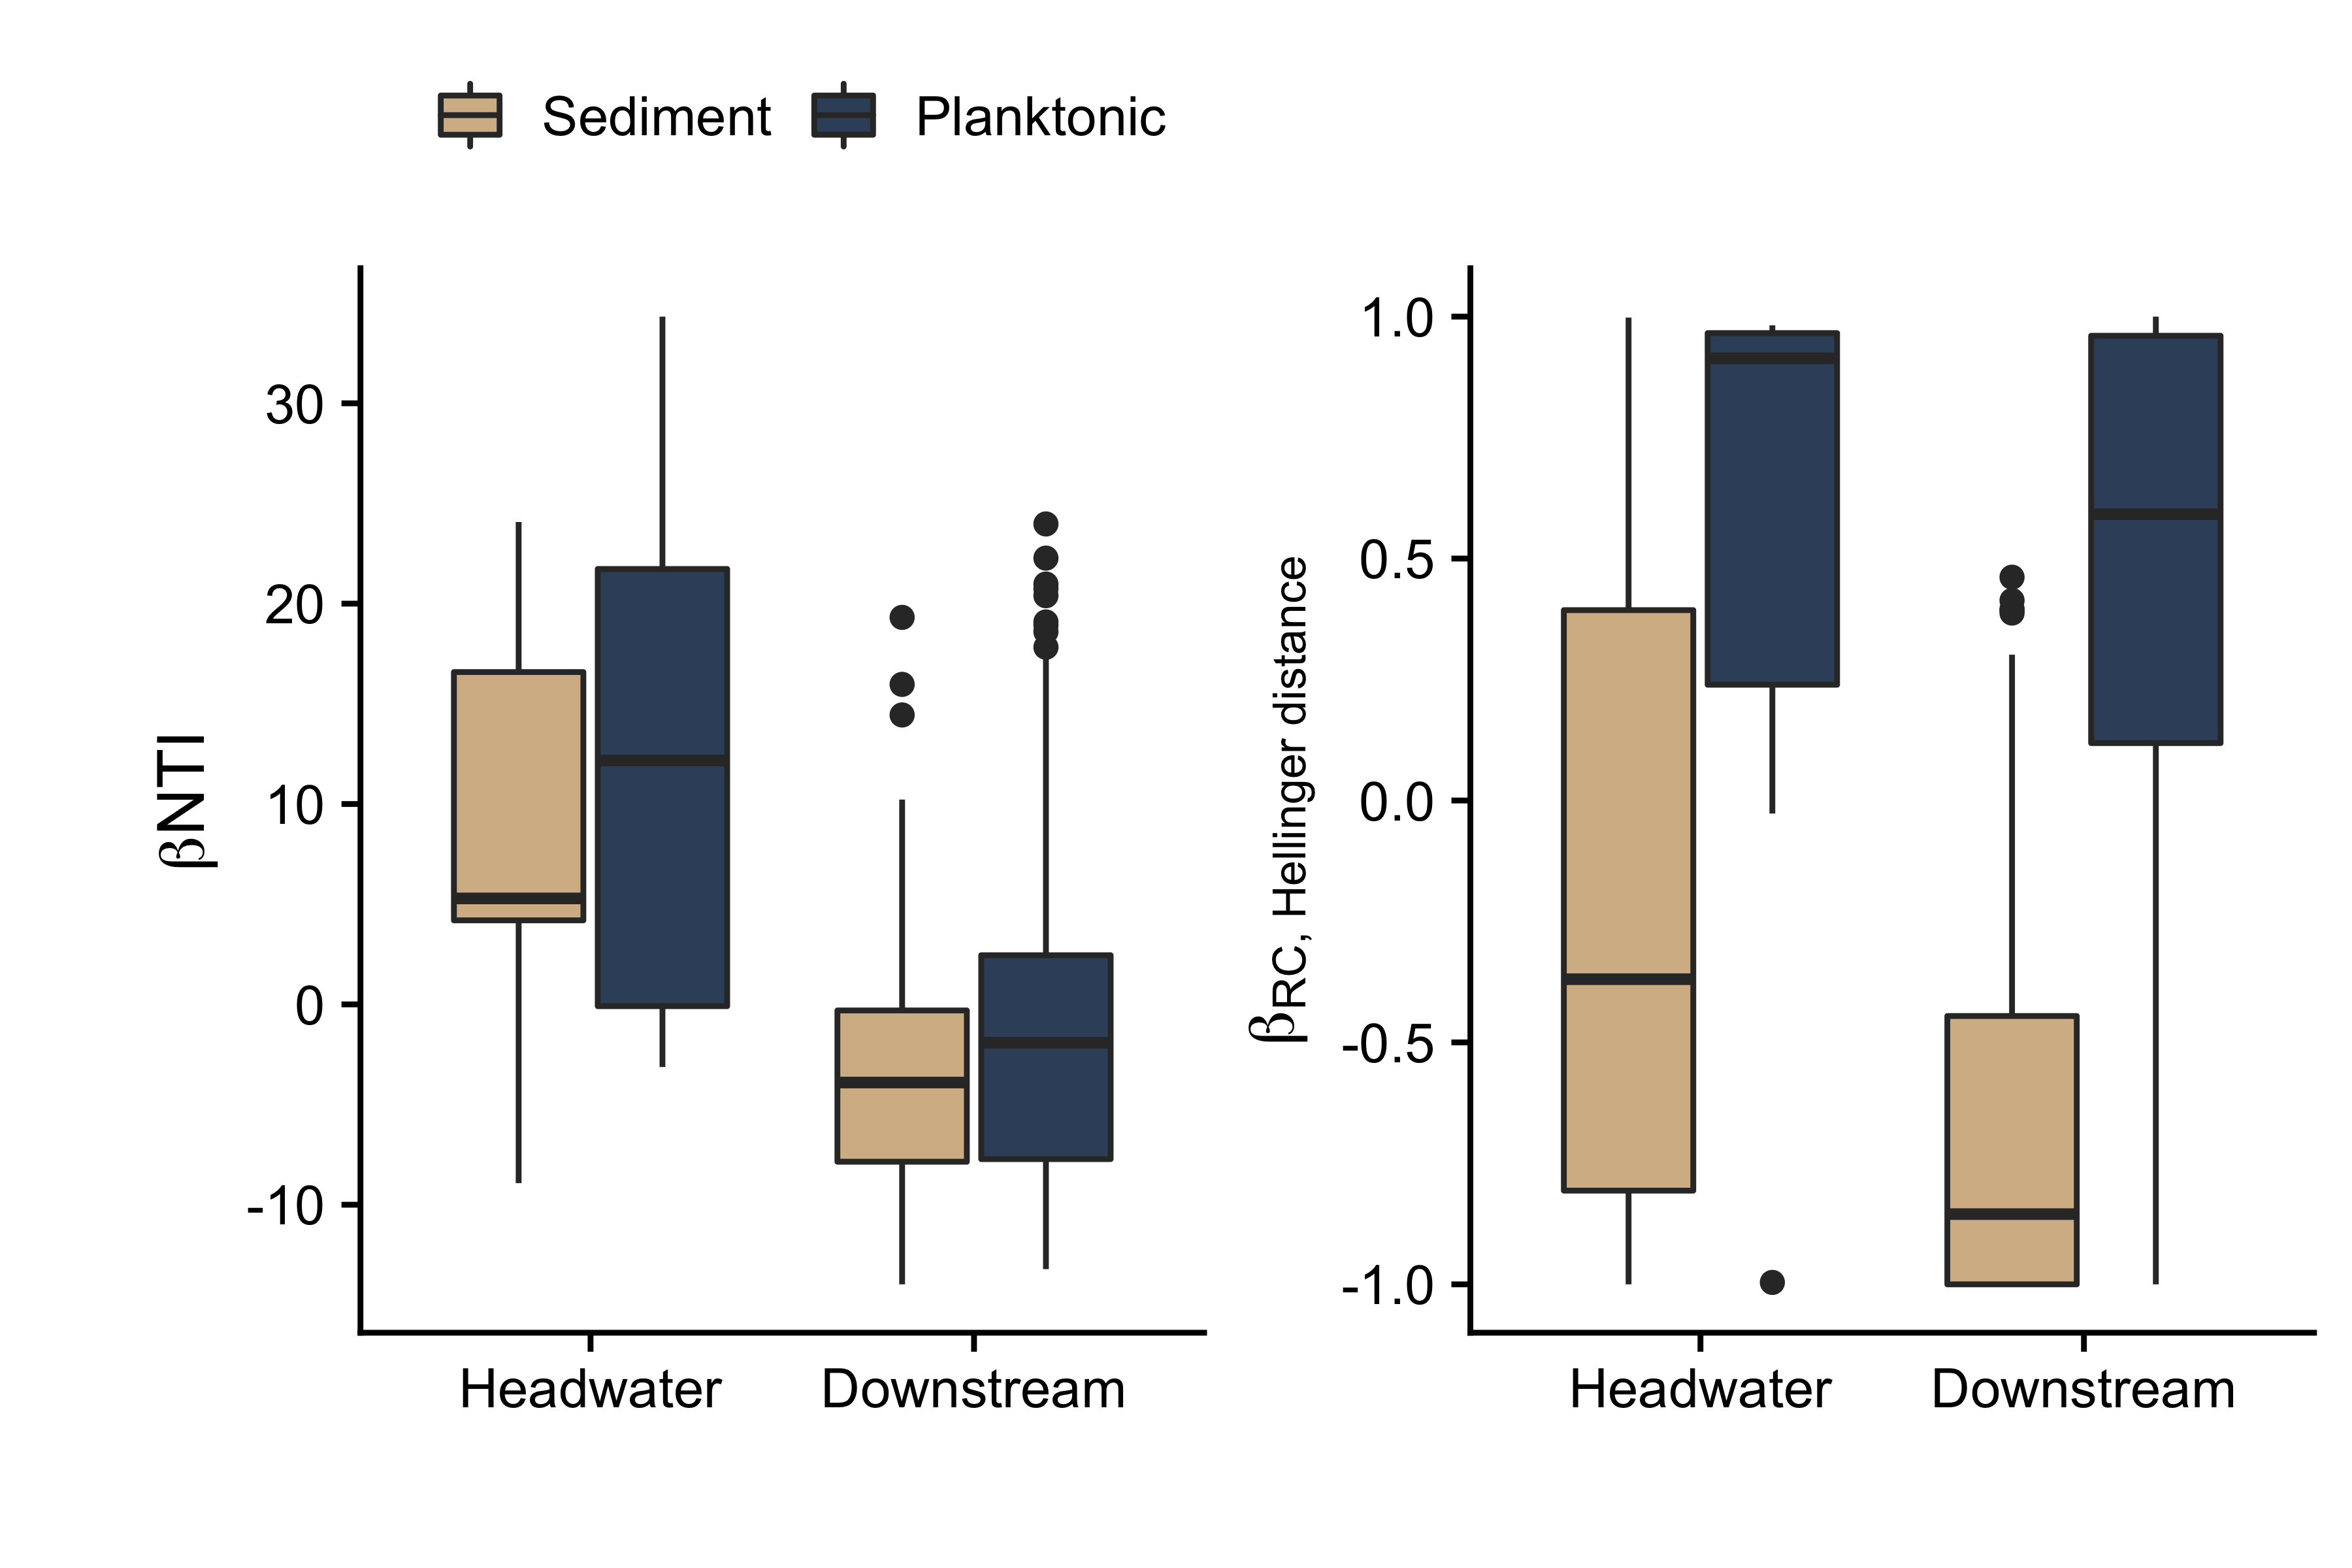 Sediment Planktonic
βNTI
30
20
10
0
-10
Headwater Downstream
βRC, Hellinger distance
1.0
0.5
0.0
-0.5
-1.0
Headwater Downstream